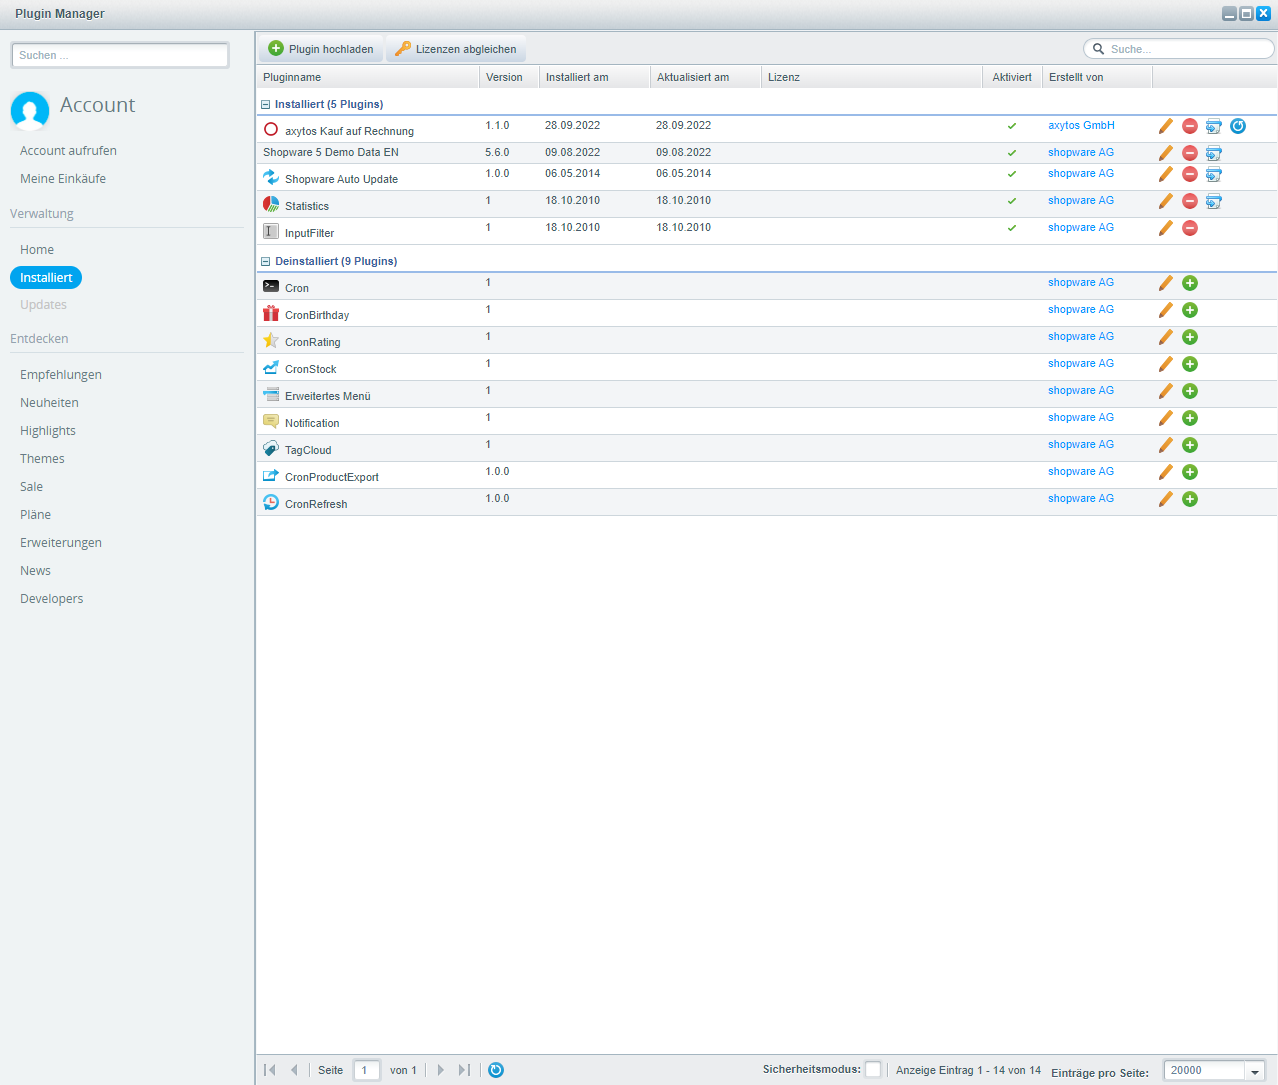 Plugin Manager
Suchen ...
Account
Account aufrufen
Meine Einkäufe
Verwaltung
Home
Installiert
Updates
Entdecken
Empfehlungen
Neuheiten
Highlights
Themes
Sale
Pläne
Erweiterungen
News
Developers
Plugin hochladen Lizenzen abgleichen Suche...
Pluginname Version Installiert am Aktualisiert am Lizenz Aktiviert Erstellt von
Installiert (5 Plugins)
axytos Kauf auf Rechnung 1.1.0 28.09.2022 28.09.2022 axytos GmbH
Shopware 5 Demo Data EN 5.6.0 09.08.2022 09.08.2022 shopware AG
Shopware Auto Update 1.0.0 06.05.2014 06.05.2014 shopware AG
Statistics 1 18.10.2010 18.10.2010 shopware AG
InputFilter 1 18.10.2010 18.10.2010 shopware AG
Deinstalliert (9 Plugins)
Cron 1 shopware AG
CronBirthday 1 shopware AG
CronRating 1 shopware AG
CronStock 1 shopware AG
Erweitertes Menü 1 shopware AG
Notification 1 shopware AG
TagCloud 1 shopware AG
CronProductExport 1.0.0 shopware AG
CronRefresh 1.0.0 shopware AG
Seite 1 von 1 Sicherheitsmodus: Anzeige Eintrag 1 - 14 von 14 Einträge pro Seite: 20000